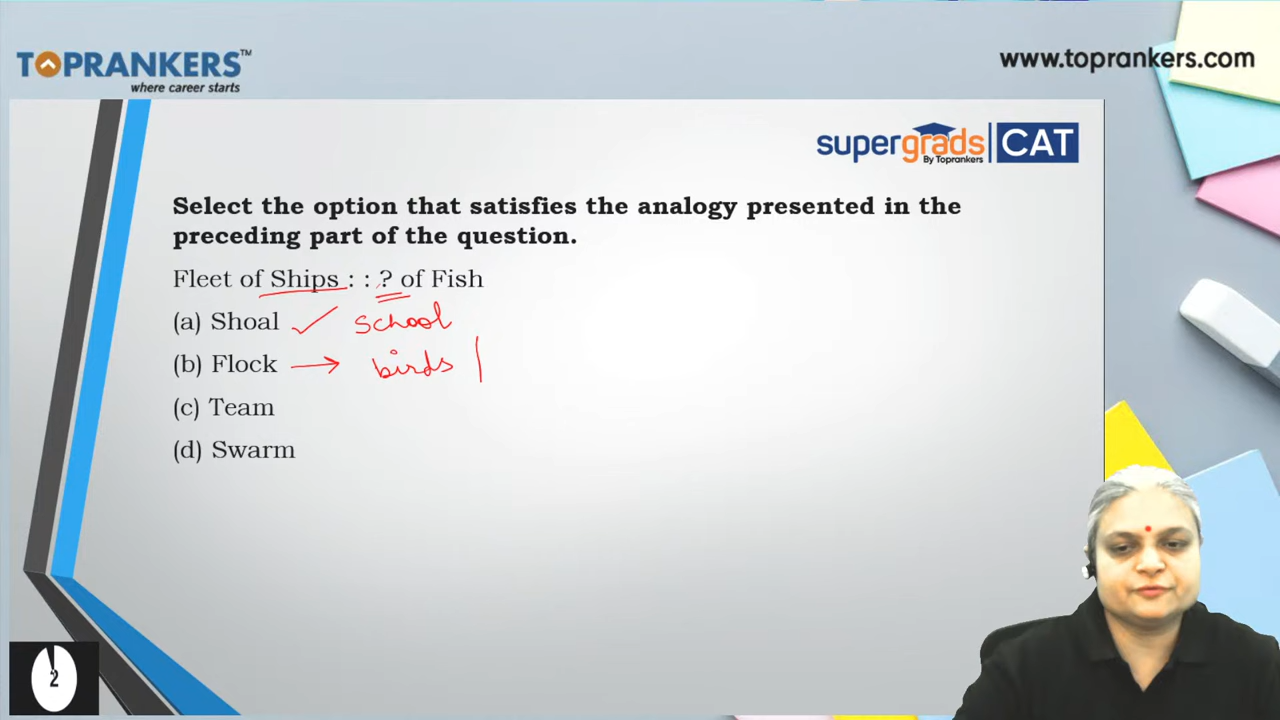 TOPRANKERS™
where career starts
www.toprankers.com
supergrads | CAT
By Toprankers
Select the option that satisfies the analogy presented in the
preceding part of the question.
Fleet of Ships : : ? of Fish
(a) Shoal ✓ school
(b) Flock → birds |
(c) Team
(d) Swarm
2